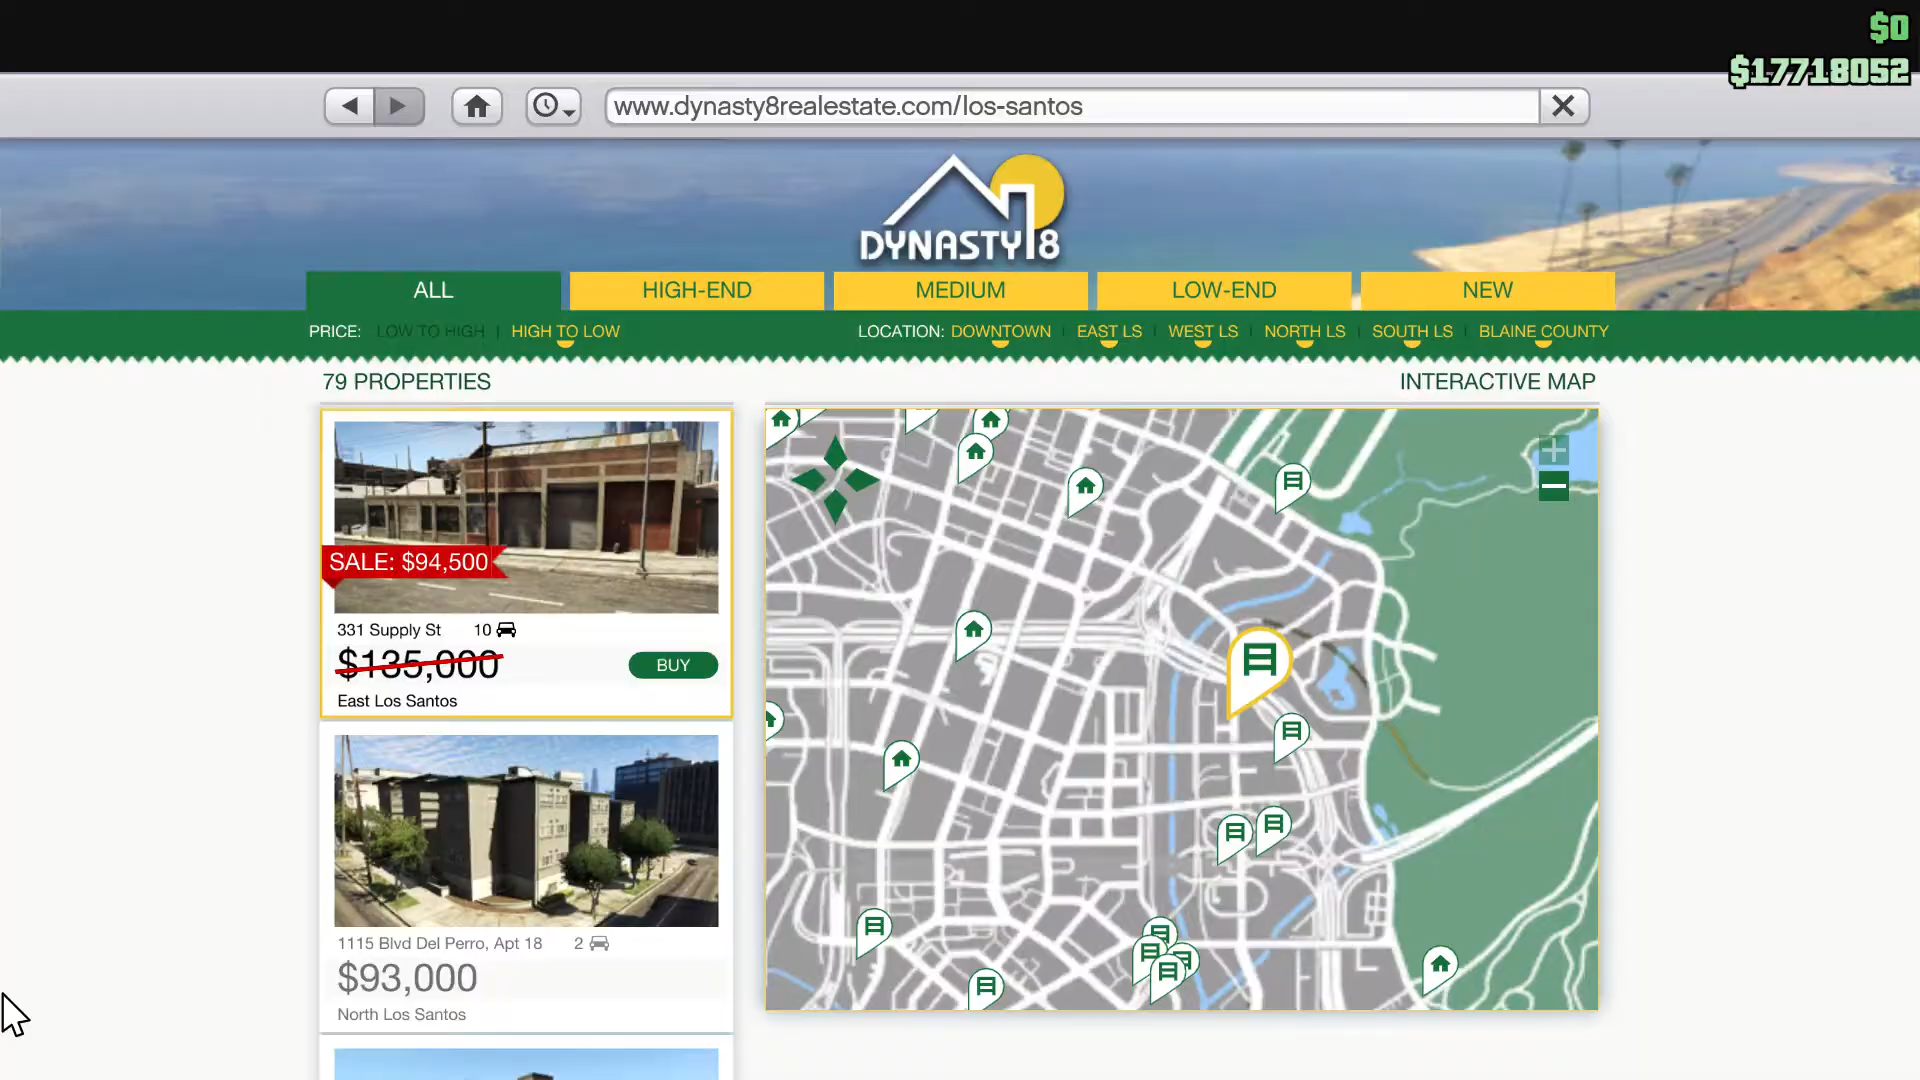 $0
$17718052
www.dynasty8realestate.com/los-santos
DYNASTY 8
ALL
HIGH-END
MEDIUM
LOW-END
NEW
PRICE: LOW TO HIGH | HIGH TO LOW
LOCATION: DOWNTOWN | EAST LS | WEST LS | NORTH LS | SOUTH LS | BLAINE COUNTY
79 PROPERTIES
INTERACTIVE MAP
SALE: $94,500
331 Supply St 10
$135,000
BUY
East Los Santos
1115 Blvd Del Perro, Apt 18 2
$93,000
North Los Santos